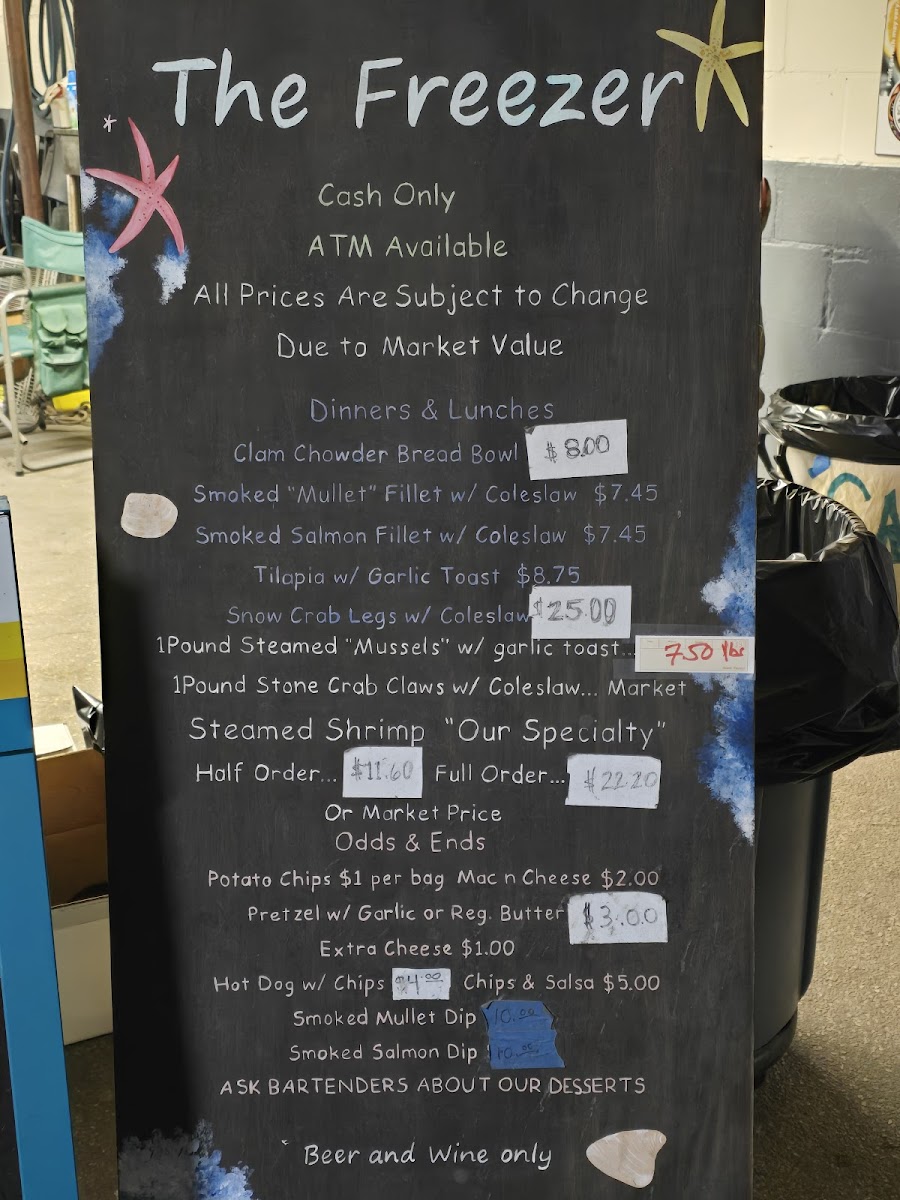 The Freezer
Cash Only
ATM Available
All Prices Are Subject to Change
Due to Market Value
Dinners & Lunches
Clam Chowder Bread Bowl $8.00
Smoked "Mullet" Fillet w/ Coleslaw $7.45
Smoked Salmon Fillet w/ Coleslaw $7.45
Tilapia w/ Garlic Toast $8.75
Snow Crab Legs w/ Coleslaw $25.00
1Pound Steamed "Mussels" w/ garlic toast... 7.50 lbs
1Pound Stone Crab Claws w/ Coleslaw... Market
Steamed Shrimp "Our Specialty"
Half Order... $11.60 Full Order... $22.20
Or Market Price
Odds & Ends
Potato Chips $1 per bag Mac n Cheese $2.00
Pretzel w/ Garlic or Reg. Butter $3.00
Extra Cheese $1.00
Hot Dog w/ Chips $4.00 Chips & Salsa $5.00
Smoked Mullet Dip 10.00
Smoked Salmon Dip 10.00
ASK BARTENDERS ABOUT OUR DESSERTS
Beer and Wine only